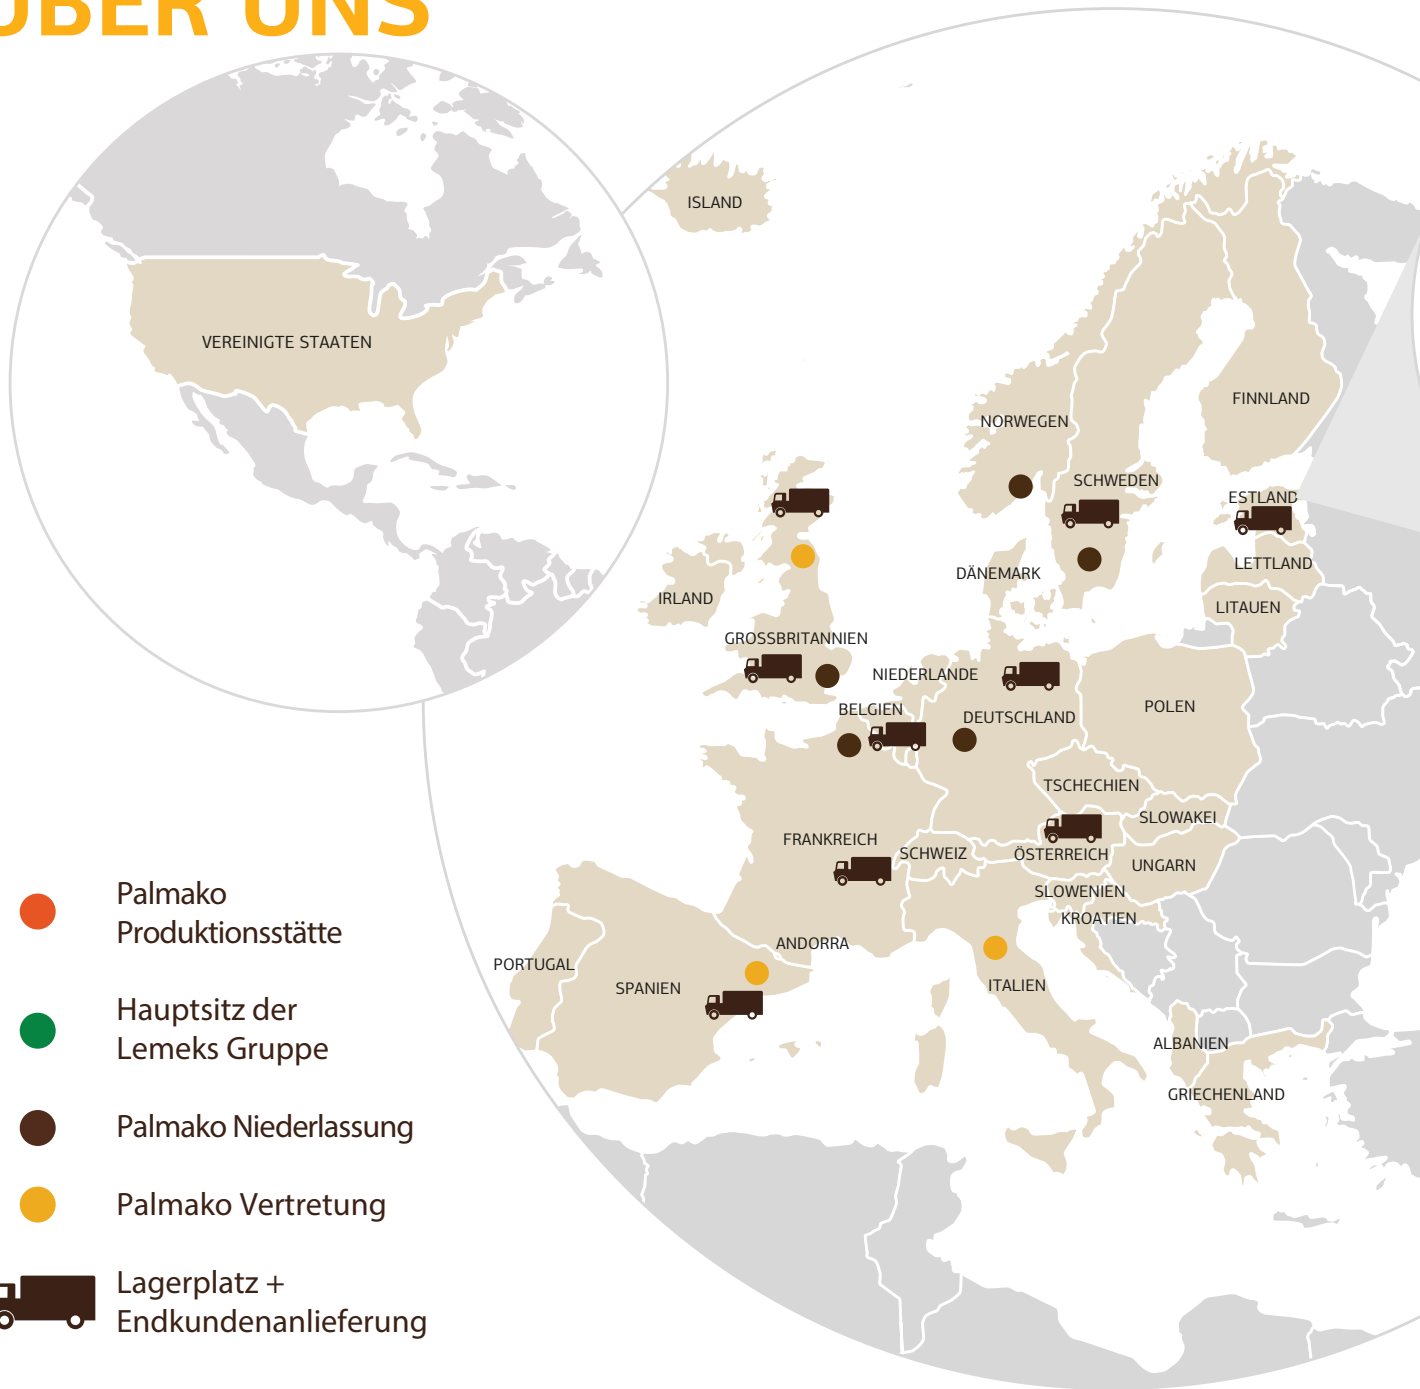 ÜBER UNS
ISLAND
VEREINIGTE STAATEN
FINNLAND
NORWEGEN
SCHWEDEN
ESTLAND
LETTLAND
DÄNEMARK
IRLAND
LITAUEN
GROSSBRITANNIEN
NIEDERLANDE
POLEN
BELGIEN
DEUTSCHLAND
TSCHECHIEN
SLOWAKEI
FRANKREICH
SCHWEIZ
ÖSTERREICH
UNGARN
SLOWENIEN
KROATIEN
ANDORRA
PORTUGAL
SPANIEN
ITALIEN
ALBANIEN
GRIECHENLAND
Palmako
Produktionsstätte
Hauptsitz der
Lemeks Gruppe
Palmako Niederlassung
Palmako Vertretung
Lagerplatz +
Endkundenanlieferung